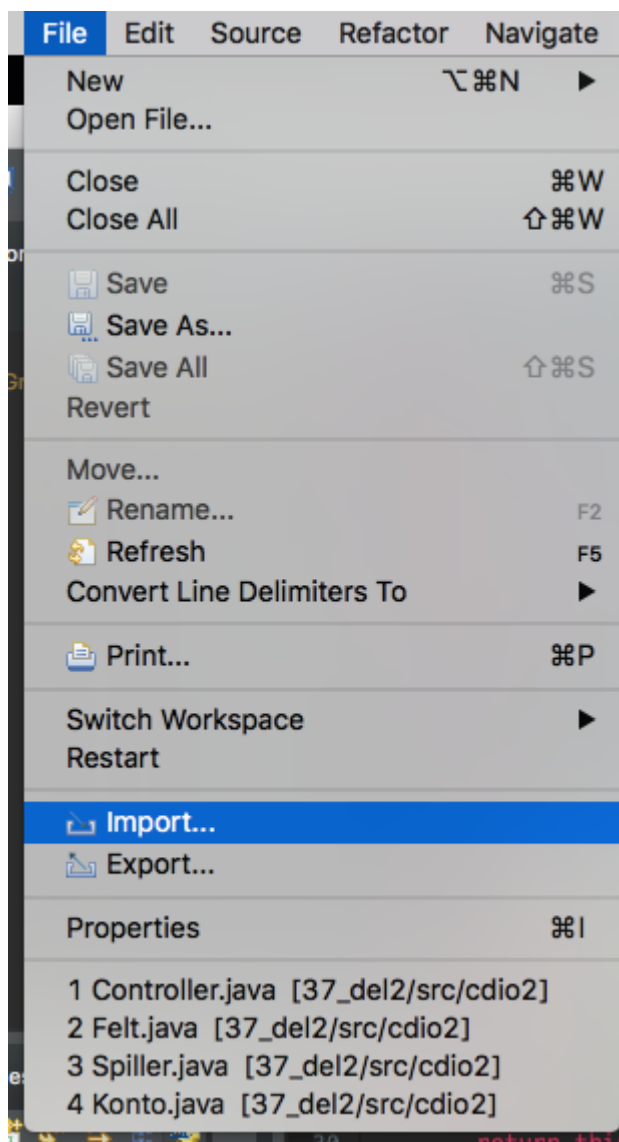 File Edit Source Refactor Navigate
New ⌥⌘N ▶
Open File...
Close ⌘W
Close All ⇧⌘W
Save ⌘S
Save As...
Save All ⇧⌘S
Revert
Move...
Rename... F2
Refresh F5
Convert Line Delimiters To ▶
Print... ⌘P
Switch Workspace ▶
Restart
Import...
Export...
Properties ⌘I
1 Controller.java [37_del2/src/cdio2]
2 Felt.java [37_del2/src/cdio2]
3 Spiller.java [37_del2/src/cdio2]
4 Konto.java [37_del2/src/cdio2]